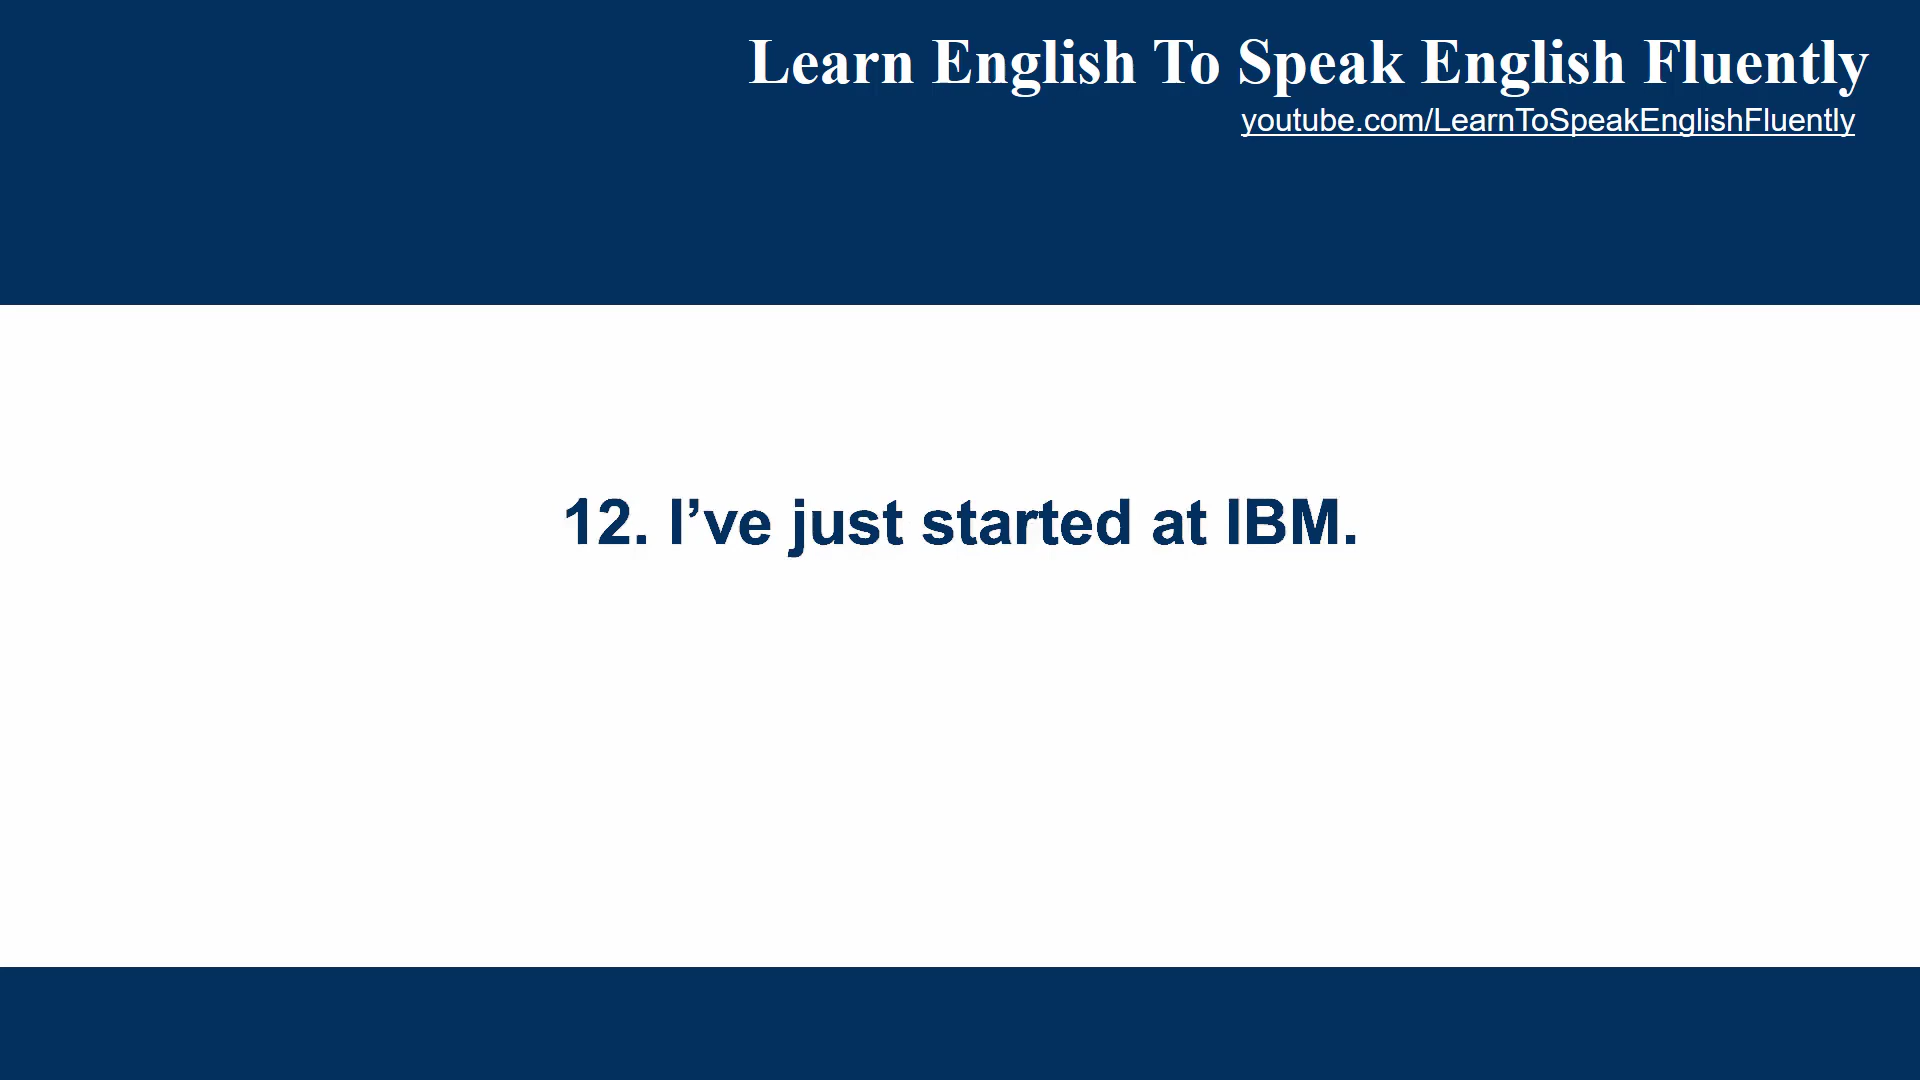 Learn English To Speak English Fluently
youtube.com/LearnToSpeakEnglishFluently
12. I’ve just started at IBM.